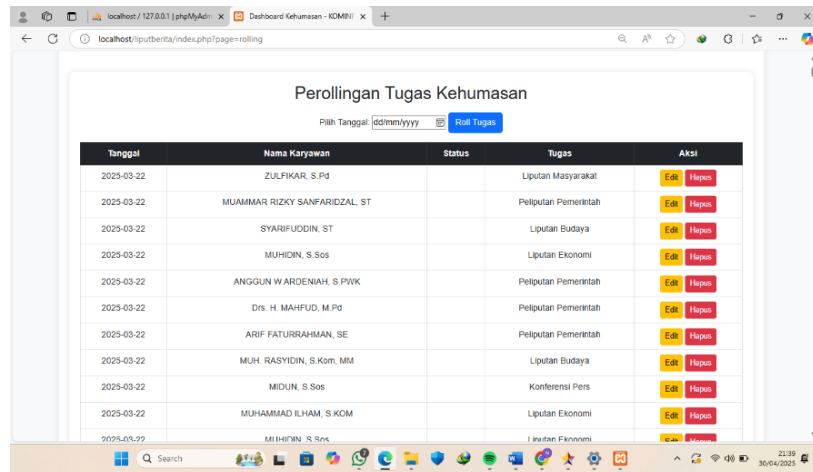 localhost / 127.0.0.1 | phpMyAdm
Dashboard Kehumasan - KOMINI
localhost/liputberita/index.php?page=rolling
Perollingan Tugas Kehumasan
Pilih Tanggal: dd/mm/yyyy Roll Tugas
Tanggal Nama Karyawan Status Tugas Aksi
2025-03-22 ZULFIKAR, S.Pd Liputan Masyarakat Edit Hapus
2025-03-22 MUAMMAR RIZKY SANFARIDZAL, ST Peliputan Pemerintah Edit Hapus
2025-03-22 SYARIFUDDIN, ST Liputan Budaya Edit Hapus
2025-03-22 MUHIDIN, S.Sos Liputan Ekonomi Edit Hapus
2025-03-22 ANGGUN W ARDENIAH, S.PWK Peliputan Pemerintah Edit Hapus
2025-03-22 Drs. H. MAHFUD, M.Pd Peliputan Pemerintah Edit Hapus
2025-03-22 ARIF FATURRAHMAN, SE Peliputan Pemerintah Edit Hapus
2025-03-22 MUH. RASYIDIN, S.Kom, MM Liputan Budaya Edit Hapus
2025-03-22 MIDUN, S.Sos Konferensi Pers Edit Hapus
2025-03-22 MUHAMMAD ILHAM, S.KOM Liputan Ekonomi Edit Hapus
2025-03-22 MUHIDIN, S.Sos Liputan Ekonomi Edit Hapus
Search
21:39
30/04/2025